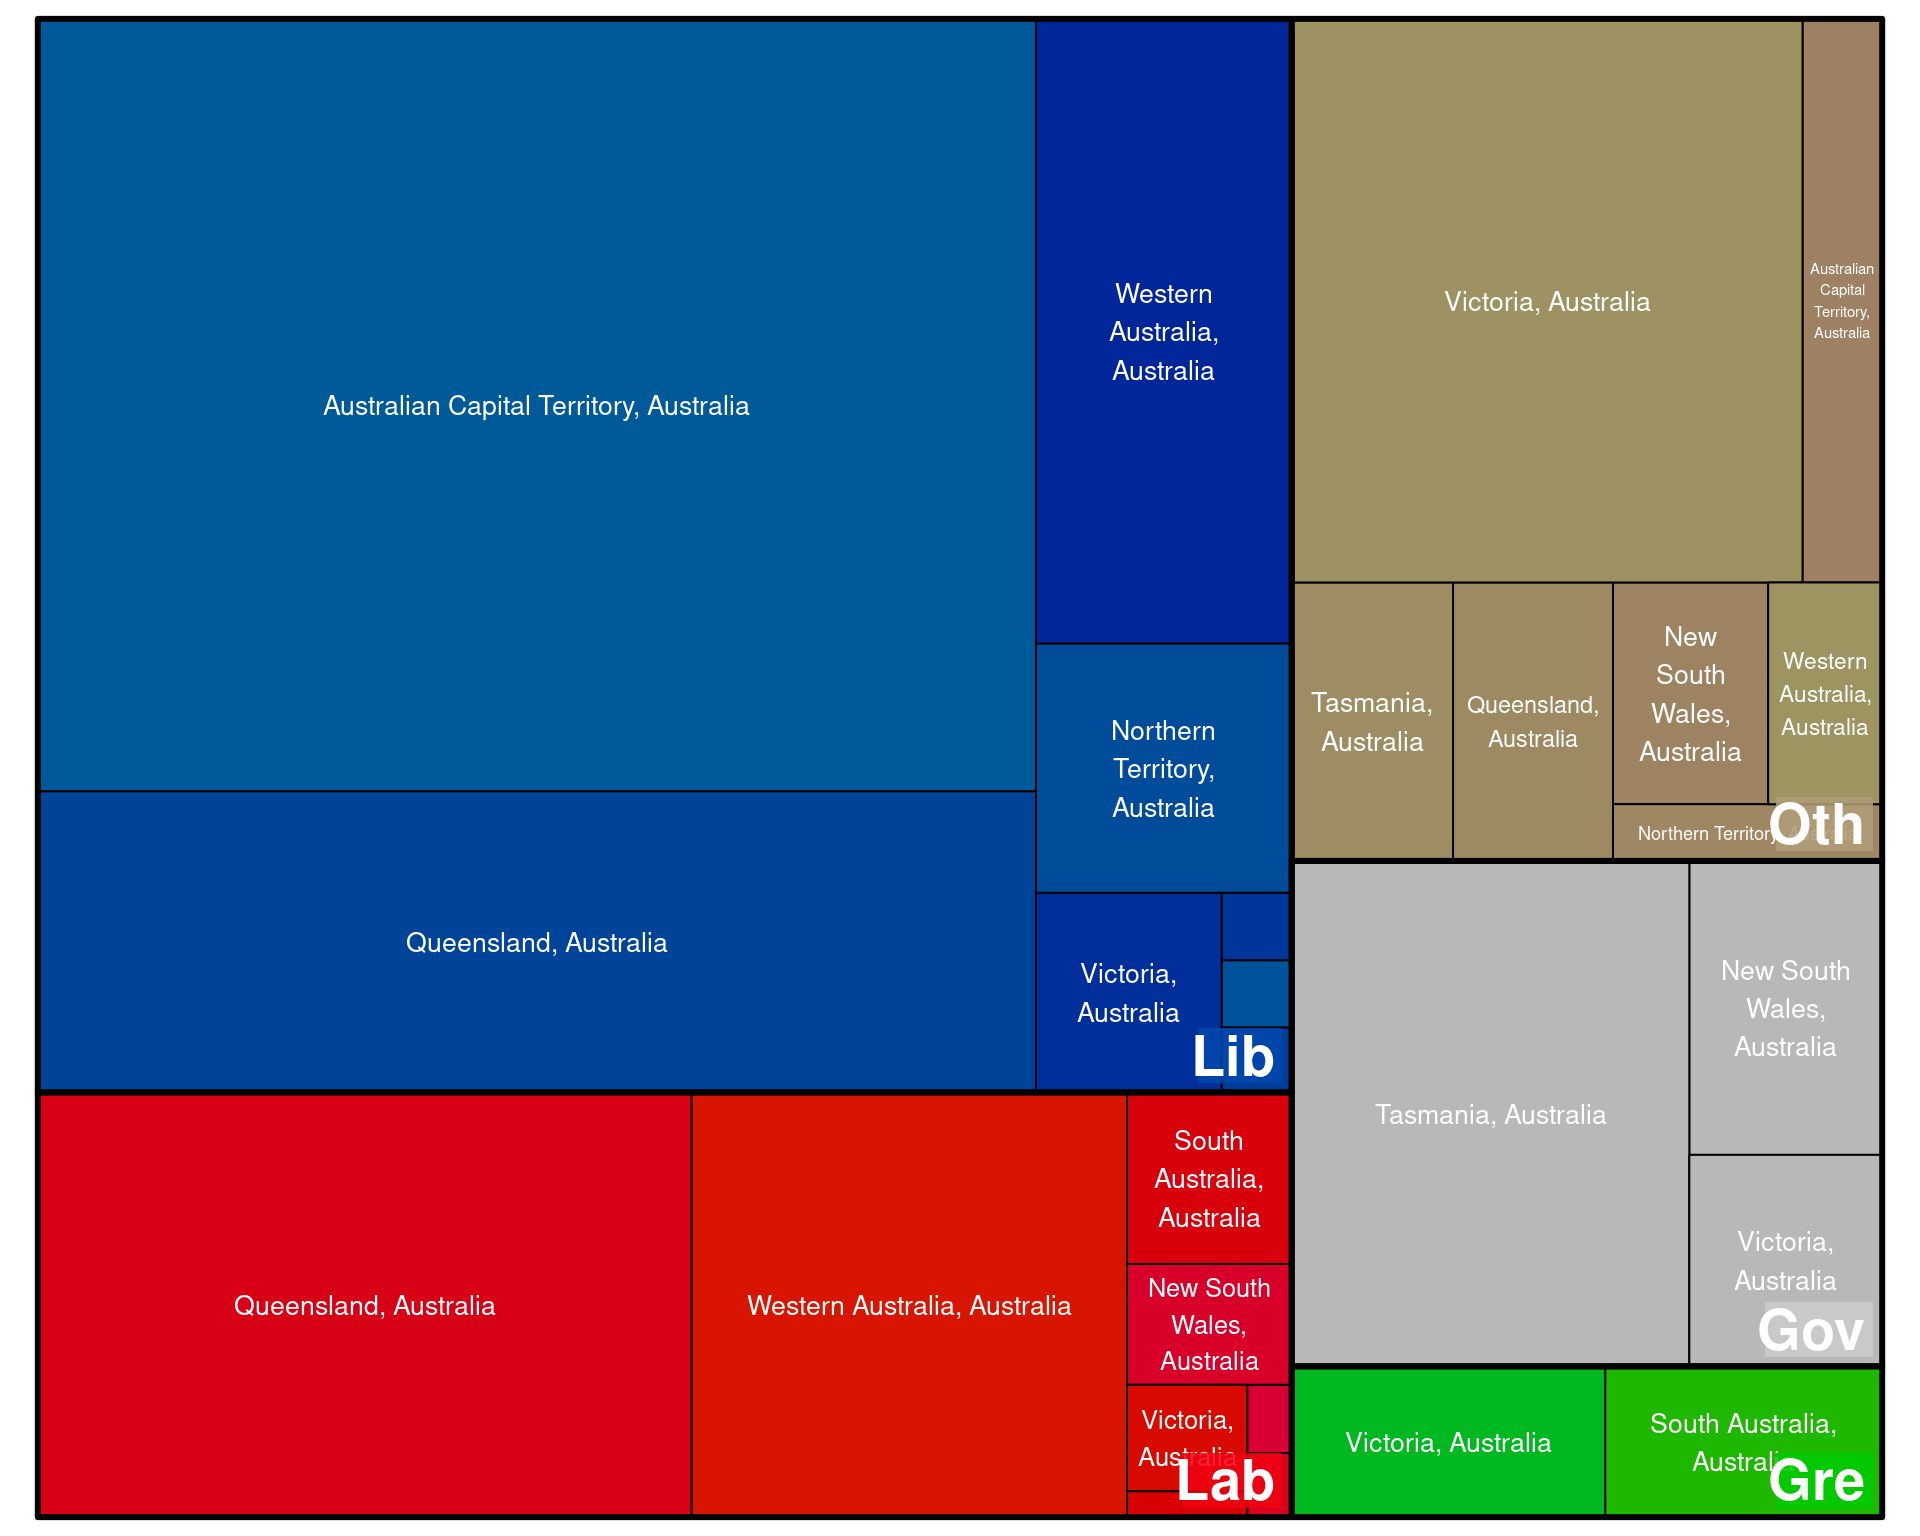 Australian Capital Territory, Australia
Western
Australia,
Australia
Northern
Territory,
Australia
Queensland, Australia
Victoria,
Australia
Lib
Queensland, Australia
Western Australia, Australia
South
Australia,
Australia
New South
Wales,
Australia
Victoria,
Australia
Lab
Victoria, Australia
Australian
Capital
Territory,
Australia
Tasmania,
Australia
Queensland,
Australia
New
South
Wales,
Australia
Western
Australia,
Australia
Northern Territory
Oth
Tasmania, Australia
New South
Wales,
Australia
Victoria,
Australia
Gov
Victoria, Australia
South Australia,
Australia
Gre